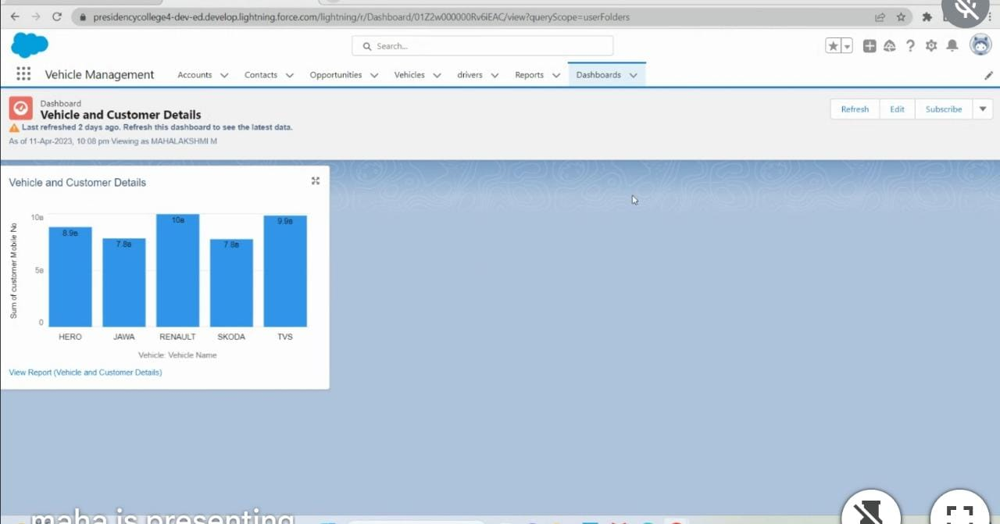 presidencycollege4-dev-ed.develop.lightning.force.com/lightning/r/Dashboard/01Z2w000000Rv6iEAC/view?queryScope=userFolders
Search...
Vehicle Management Accounts Contacts Opportunities Vehicles drivers Reports Dashboards
Dashboard
Vehicle and Customer Details
Refresh Edit Subscribe
Last refreshed 2 days ago. Refresh this dashboard to see the latest data.
As of 11-Apr-2023, 10:08 pm Viewing as MAHALAKSHMI M
Vehicle and Customer Details
Sum of customer Mobile No
10B
5B
0
8.9B 7.8B 10B 7.8B 9.9B
HERO JAWA RENAULT SKODA TVS
Vehicle: Vehicle Name
View Report (Vehicle and Customer Details)
maha is presenting